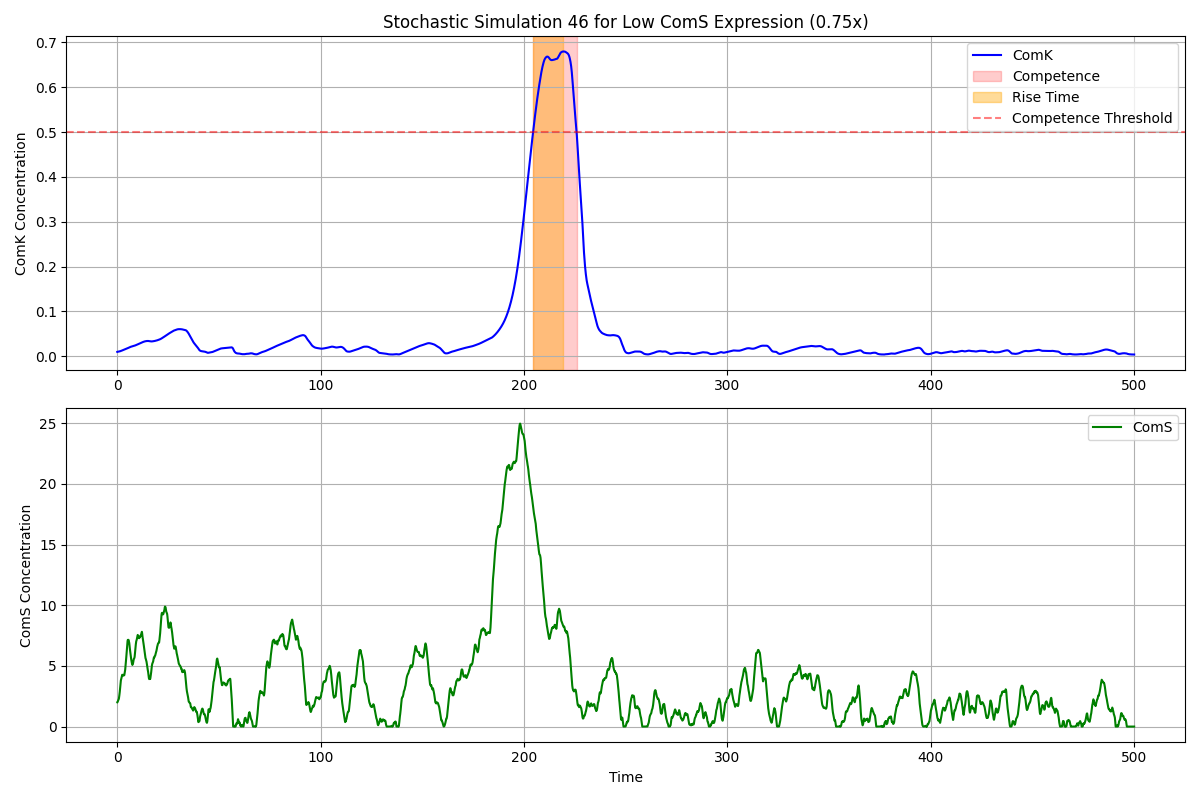 Stochastic Simulation 46 for Low ComS Expression (0.75x)
0.7
0.6
0.5
0.4
0.3
0.2
0.1
0.0
ComK Concentration
ComK
Competence
Rise Time
Competence Threshold
0 100 200 300 400 500
25
20
15
10
5
0
ComS Concentration
ComS
0 100 200 300 400 500
Time